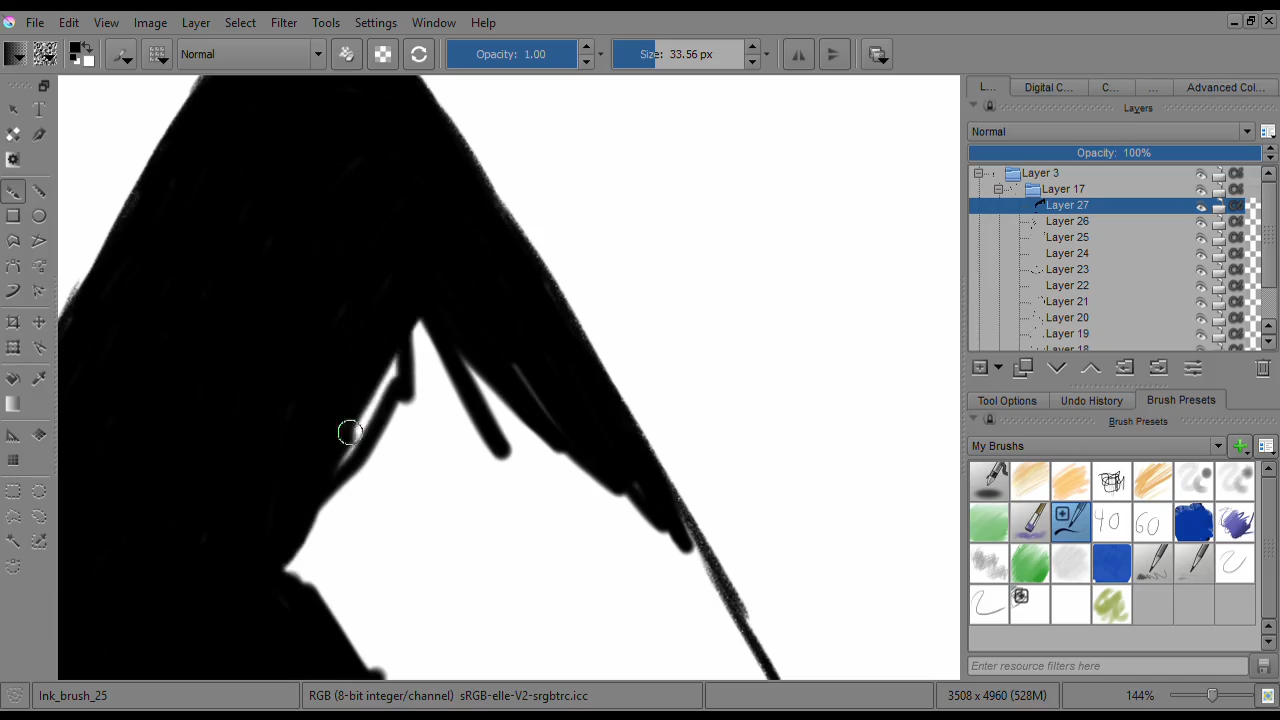 File Edit View Image Layer Select Filter Tools Settings Window Help
Normal Opacity: 1.00 Size: 33.56 px
L... Digital C... C... ... Advanced Col...
Layers
Normal
Opacity: 100%
Layer 3
Layer 17
Layer 27
Layer 26
Layer 25
Layer 24
Layer 23
Layer 22
Layer 21
Layer 20
Layer 19
Layer 18
Tool Options Undo History Brush Presets
Brush Presets
My Brushs
40 60
Enter resource filters here
Ink_brush_25 RGB (8-bit integer/channel) sRGB-elle-V2-srgbtrc.icc 3508 x 4960 (528M) 144%